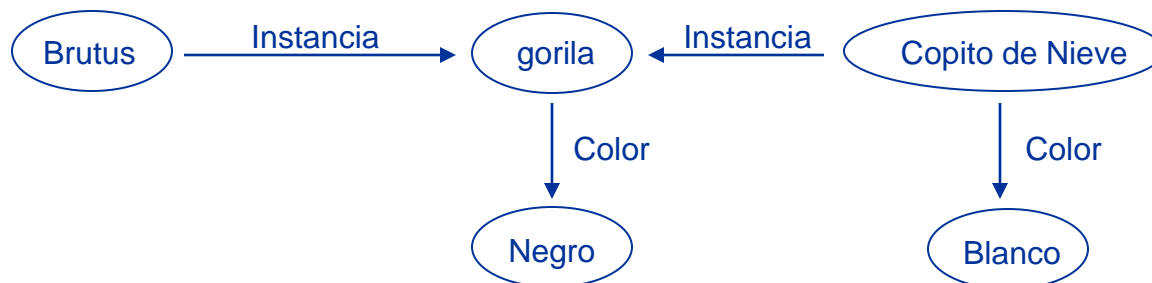 Brutus
Instancia
gorila
Instancia
Copito de Nieve
Color
Color
Negro
Blanco